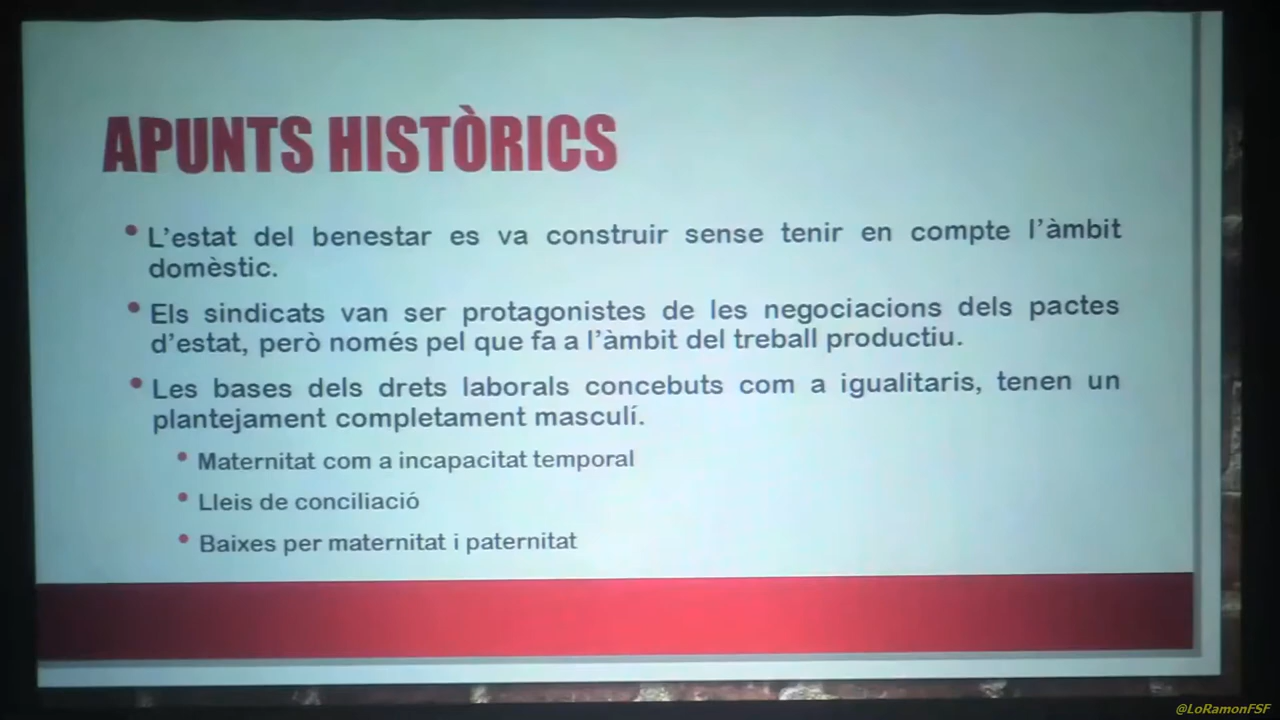 APUNTS HISTÒRICS
L’estat del benestar es va construir sense tenir en compte l’àmbit
domèstic.
Els sindicats van ser protagonistes de les negociacions dels pactes
d’estat, però només pel que fa a l’àmbit del treball productiu.
Les bases dels drets laborals concebuts com a igualitaris, tenen un
plantejament completament masculí.
Maternitat com a incapacitat temporal
Lleis de conciliació
Baixes per maternitat i paternitat
@LoRamonFSF